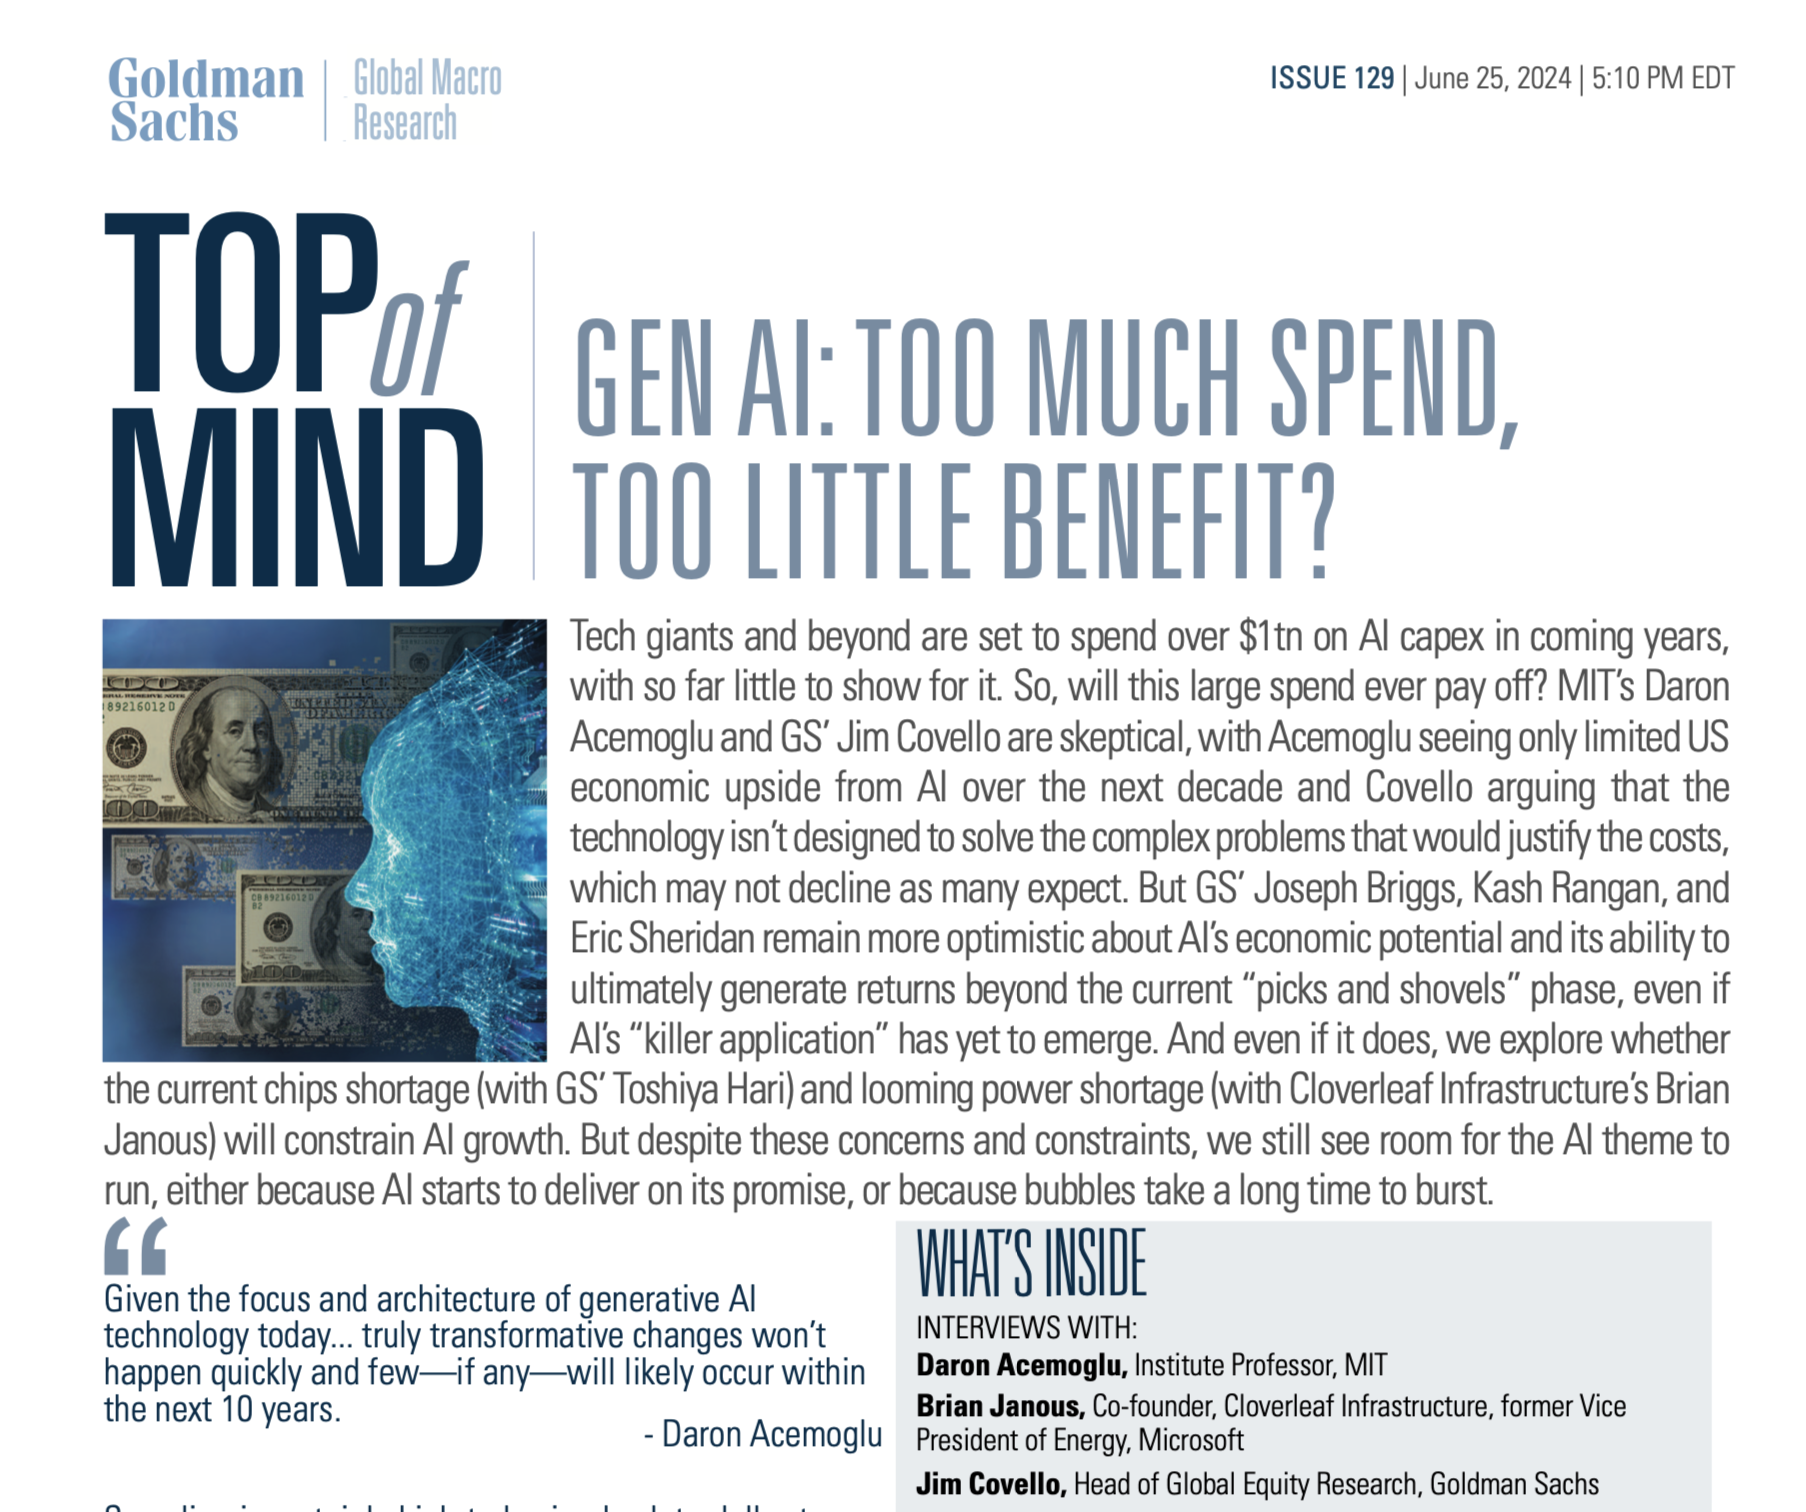 Goldman
Sachs
Global Macro
Research
ISSUE 129 | June 25, 2024 | 5:10 PM EDT
TOP of
MIND
GEN AI: TOO MUCH SPEND,
TOO LITTLE BENEFIT?
Tech giants and beyond are set to spend over $1tn on AI capex in coming years,
with so far little to show for it. So, will this large spend ever pay off? MIT’s Daron
Acemoglu and GS’ Jim Covello are skeptical, with Acemoglu seeing only limited US
economic upside from AI over the next decade and Covello arguing that the
technology isn’t designed to solve the complex problems that would justify the costs,
which may not decline as many expect. But GS’ Joseph Briggs, Kash Rangan, and
Eric Sheridan remain more optimistic about AI’s economic potential and its ability to
ultimately generate returns beyond the current “picks and shovels” phase, even if
AI’s “killer application” has yet to emerge. And even if it does, we explore whether
the current chips shortage (with GS’ Toshiya Hari) and looming power shortage (with Cloverleaf Infrastructure’s Brian
Janous) will constrain AI growth. But despite these concerns and constraints, we still see room for the AI theme to
run, either because AI starts to deliver on its promise, or because bubbles take a long time to burst.
“
Given the focus and architecture of generative AI
technology today... truly transformative changes won’t
happen quickly and few—if any—will likely occur within
the next 10 years.
- Daron Acemoglu
WHAT’S INSIDE
INTERVIEWS WITH:
Daron Acemoglu, Institute Professor, MIT
Brian Janous, Co-founder, Cloverleaf Infrastructure, former Vice
President of Energy, Microsoft
Jim Covello, Head of Global Equity Research, Goldman Sachs